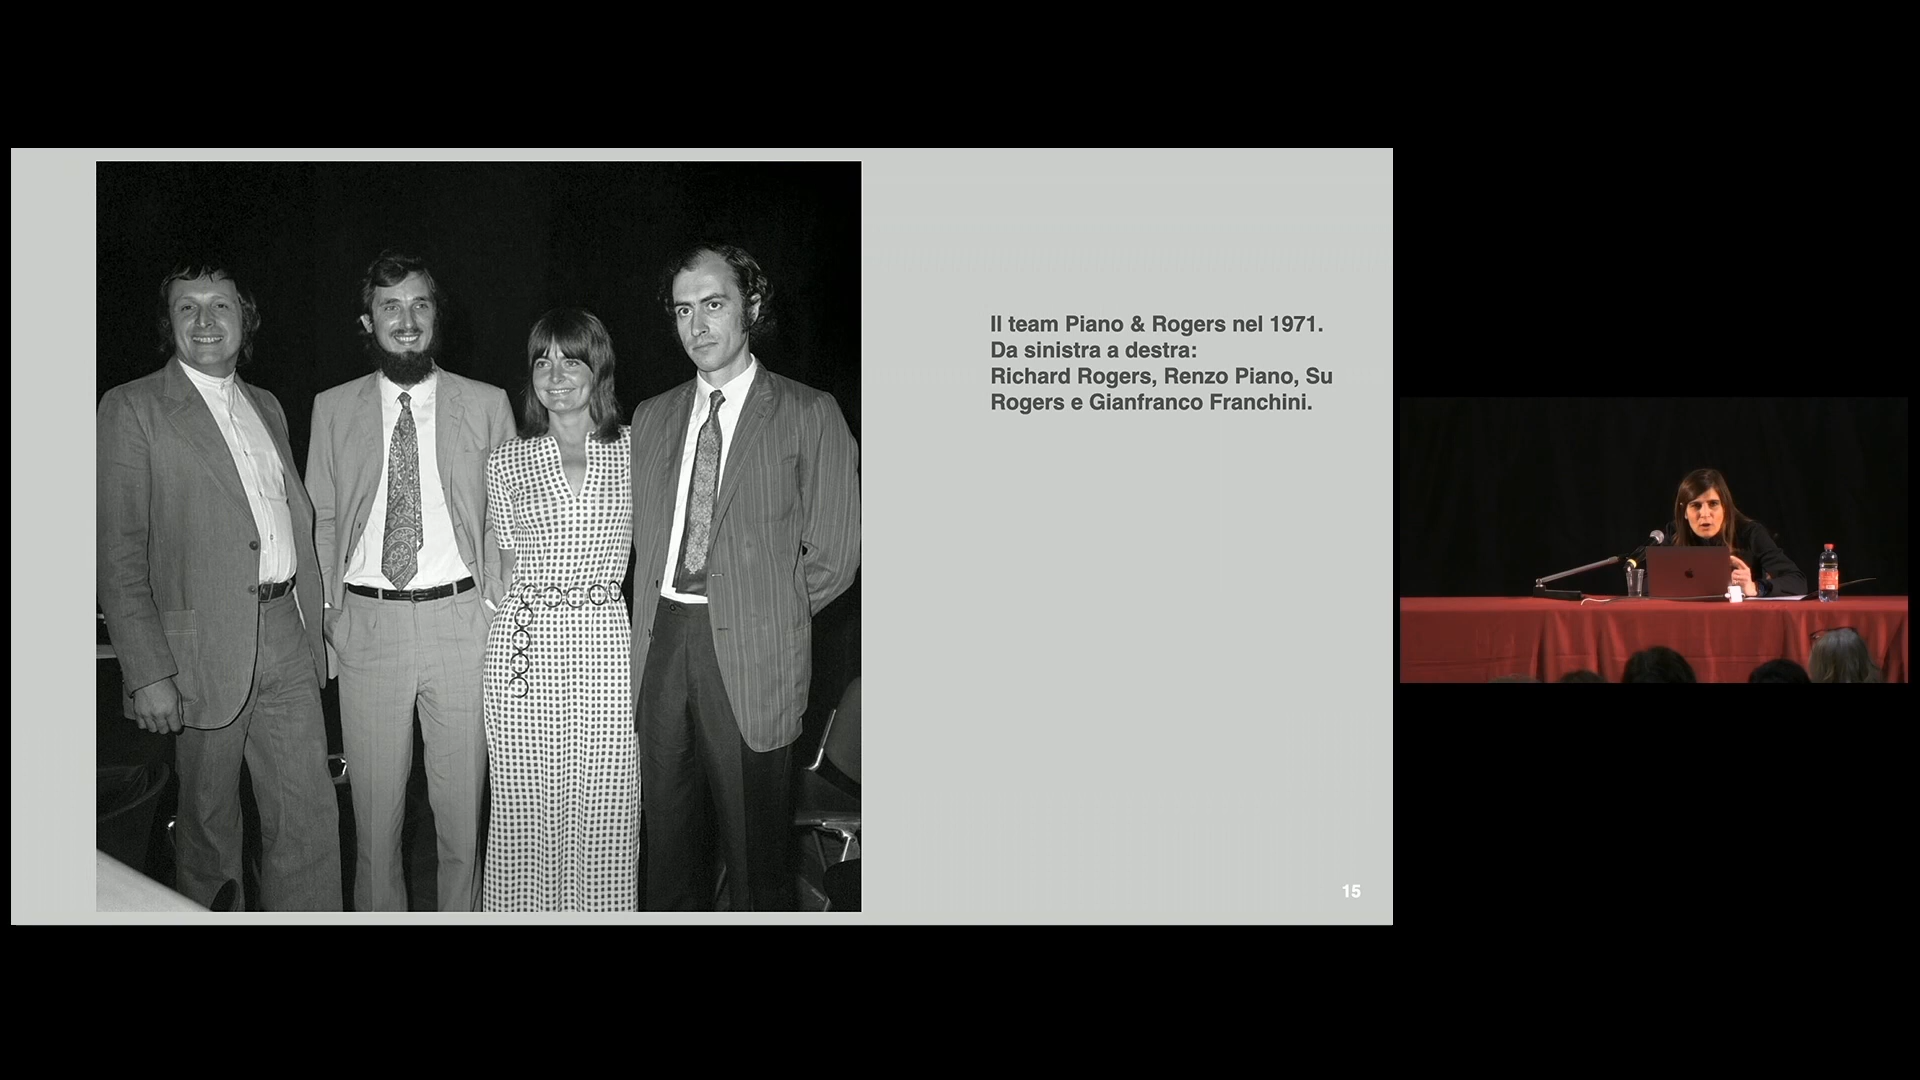 Il team Piano & Rogers nel 1971.
Da sinistra a destra:
Richard Rogers, Renzo Piano, Su
Rogers e Gianfranco Franchini.
15